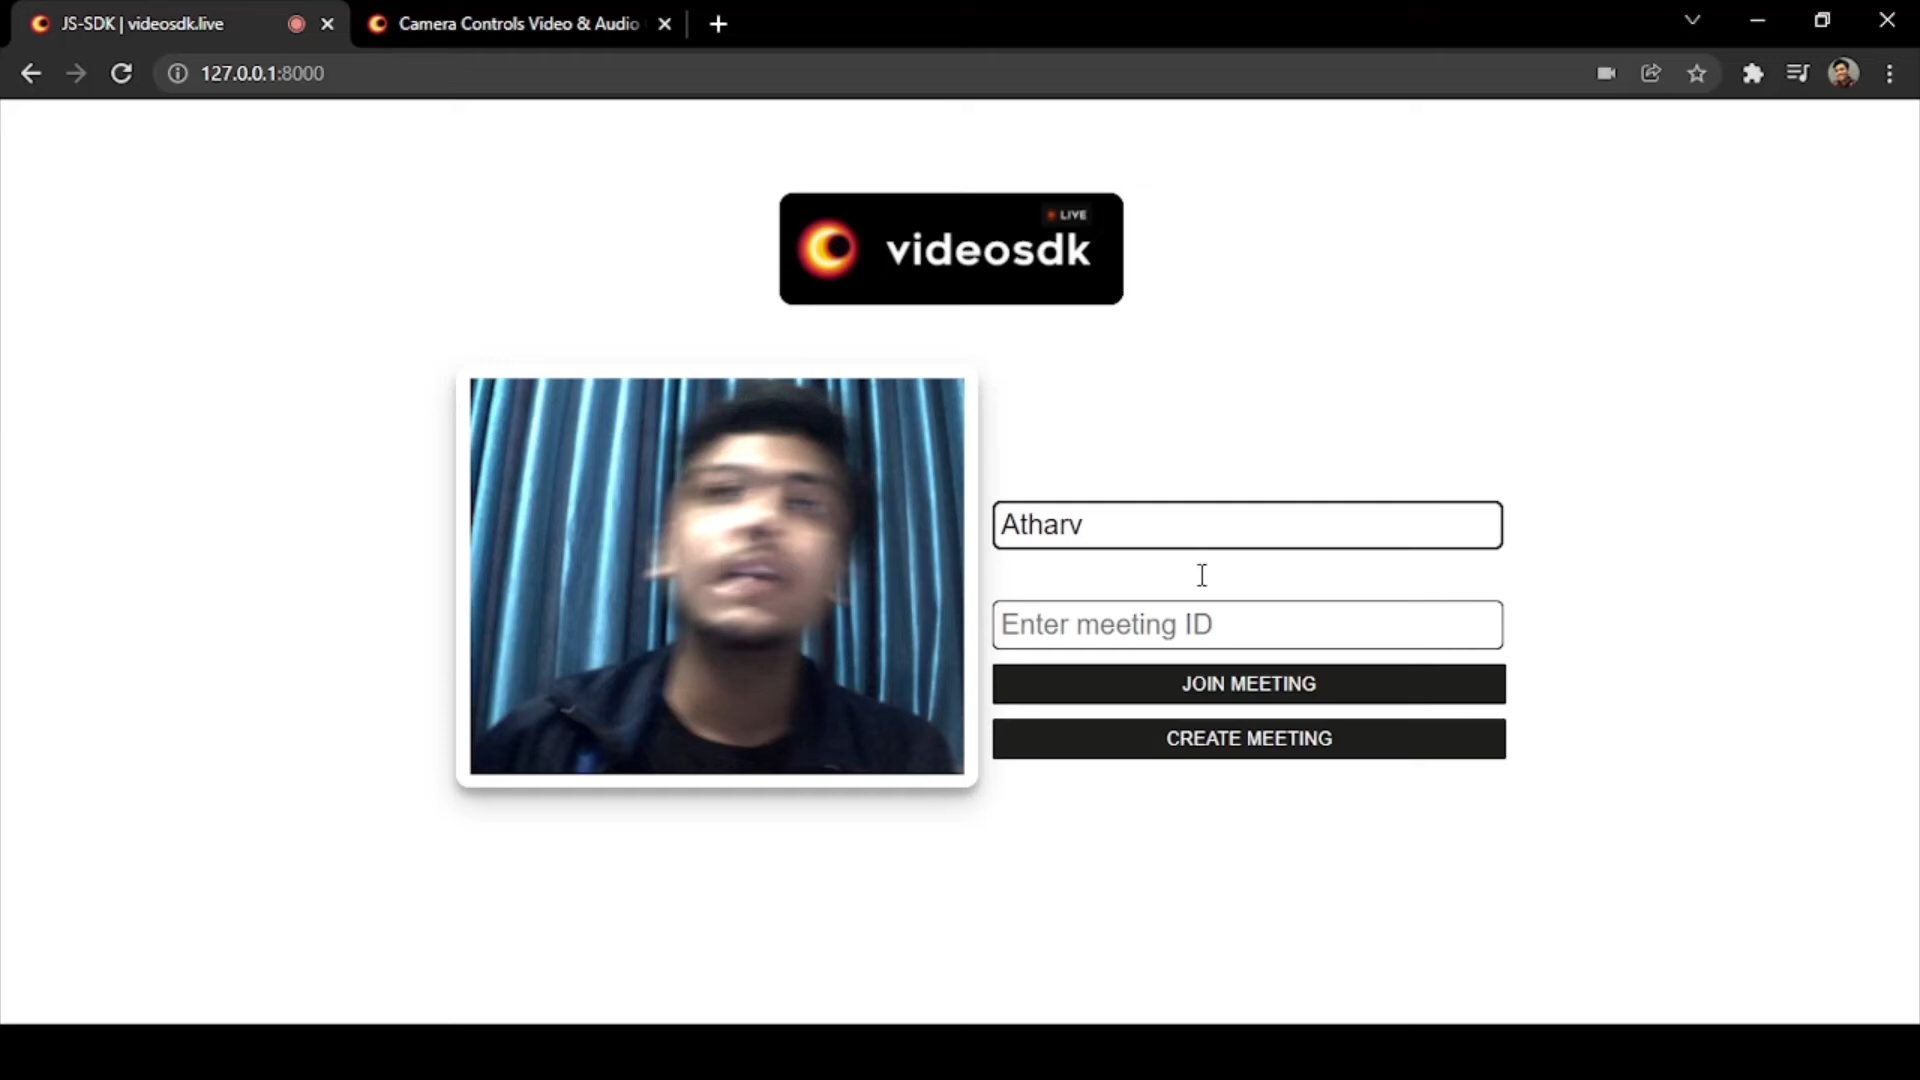 JS-SDK | videosdk.live
Camera Controls Video & Audio
127.0.0.1:8000
LIVE
videosdk
Atharv
Enter meeting ID
JOIN MEETING
CREATE MEETING